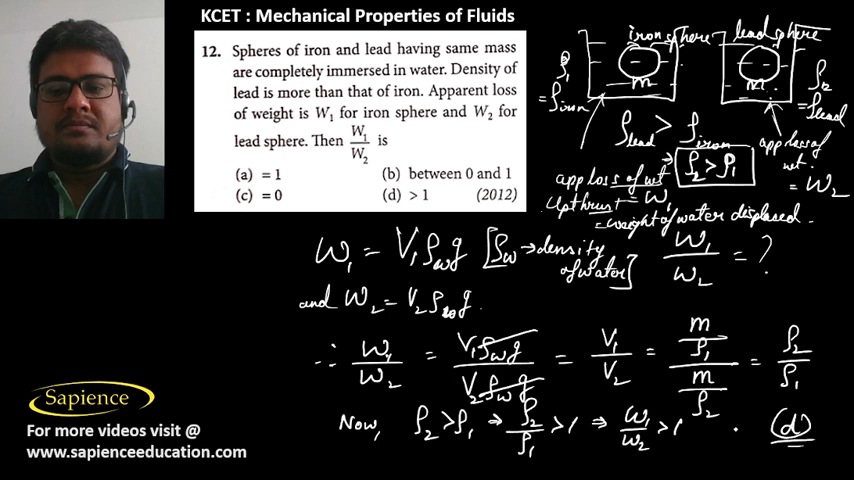 KCET : Mechanical Properties of Fluids
12. Spheres of iron and lead having same mass
are completely immersed in water. Density of
lead is more than that of iron. Apparent loss
of weight is W₁ for iron sphere and W₂ for
lead sphere. Then W₁/W₂ is
(a) = 1 (b) between 0 and 1
(c) = 0 (d) > 1 (2012)
iron sphere lead sphere
m m
ρ₁ = ρiron
ρ₂ = ρlead
ρlead > ρiron
ρ₂ > ρ₁
app loss of wt
upthrust = W₁
= weight of water displaced.
app loss of
wt.
= W₂
W₁ = V₁ρwg [ρw → density
of water]
W₁/W₂ = ?
and W₂ = V₂ρwg.
∴ W₁/W₂ = V₁ρwg/V₂ρwg = V₁/V₂ = (m/ρ₁)/(m/ρ₂) = ρ₂/ρ₁
Now, ρ₂ > ρ₁ ⇒ ρ₂/ρ₁ > 1 ⇒ W₁/W₂ > 1. (d)
Sapience
For more videos visit @
www.sapienceeducation.com